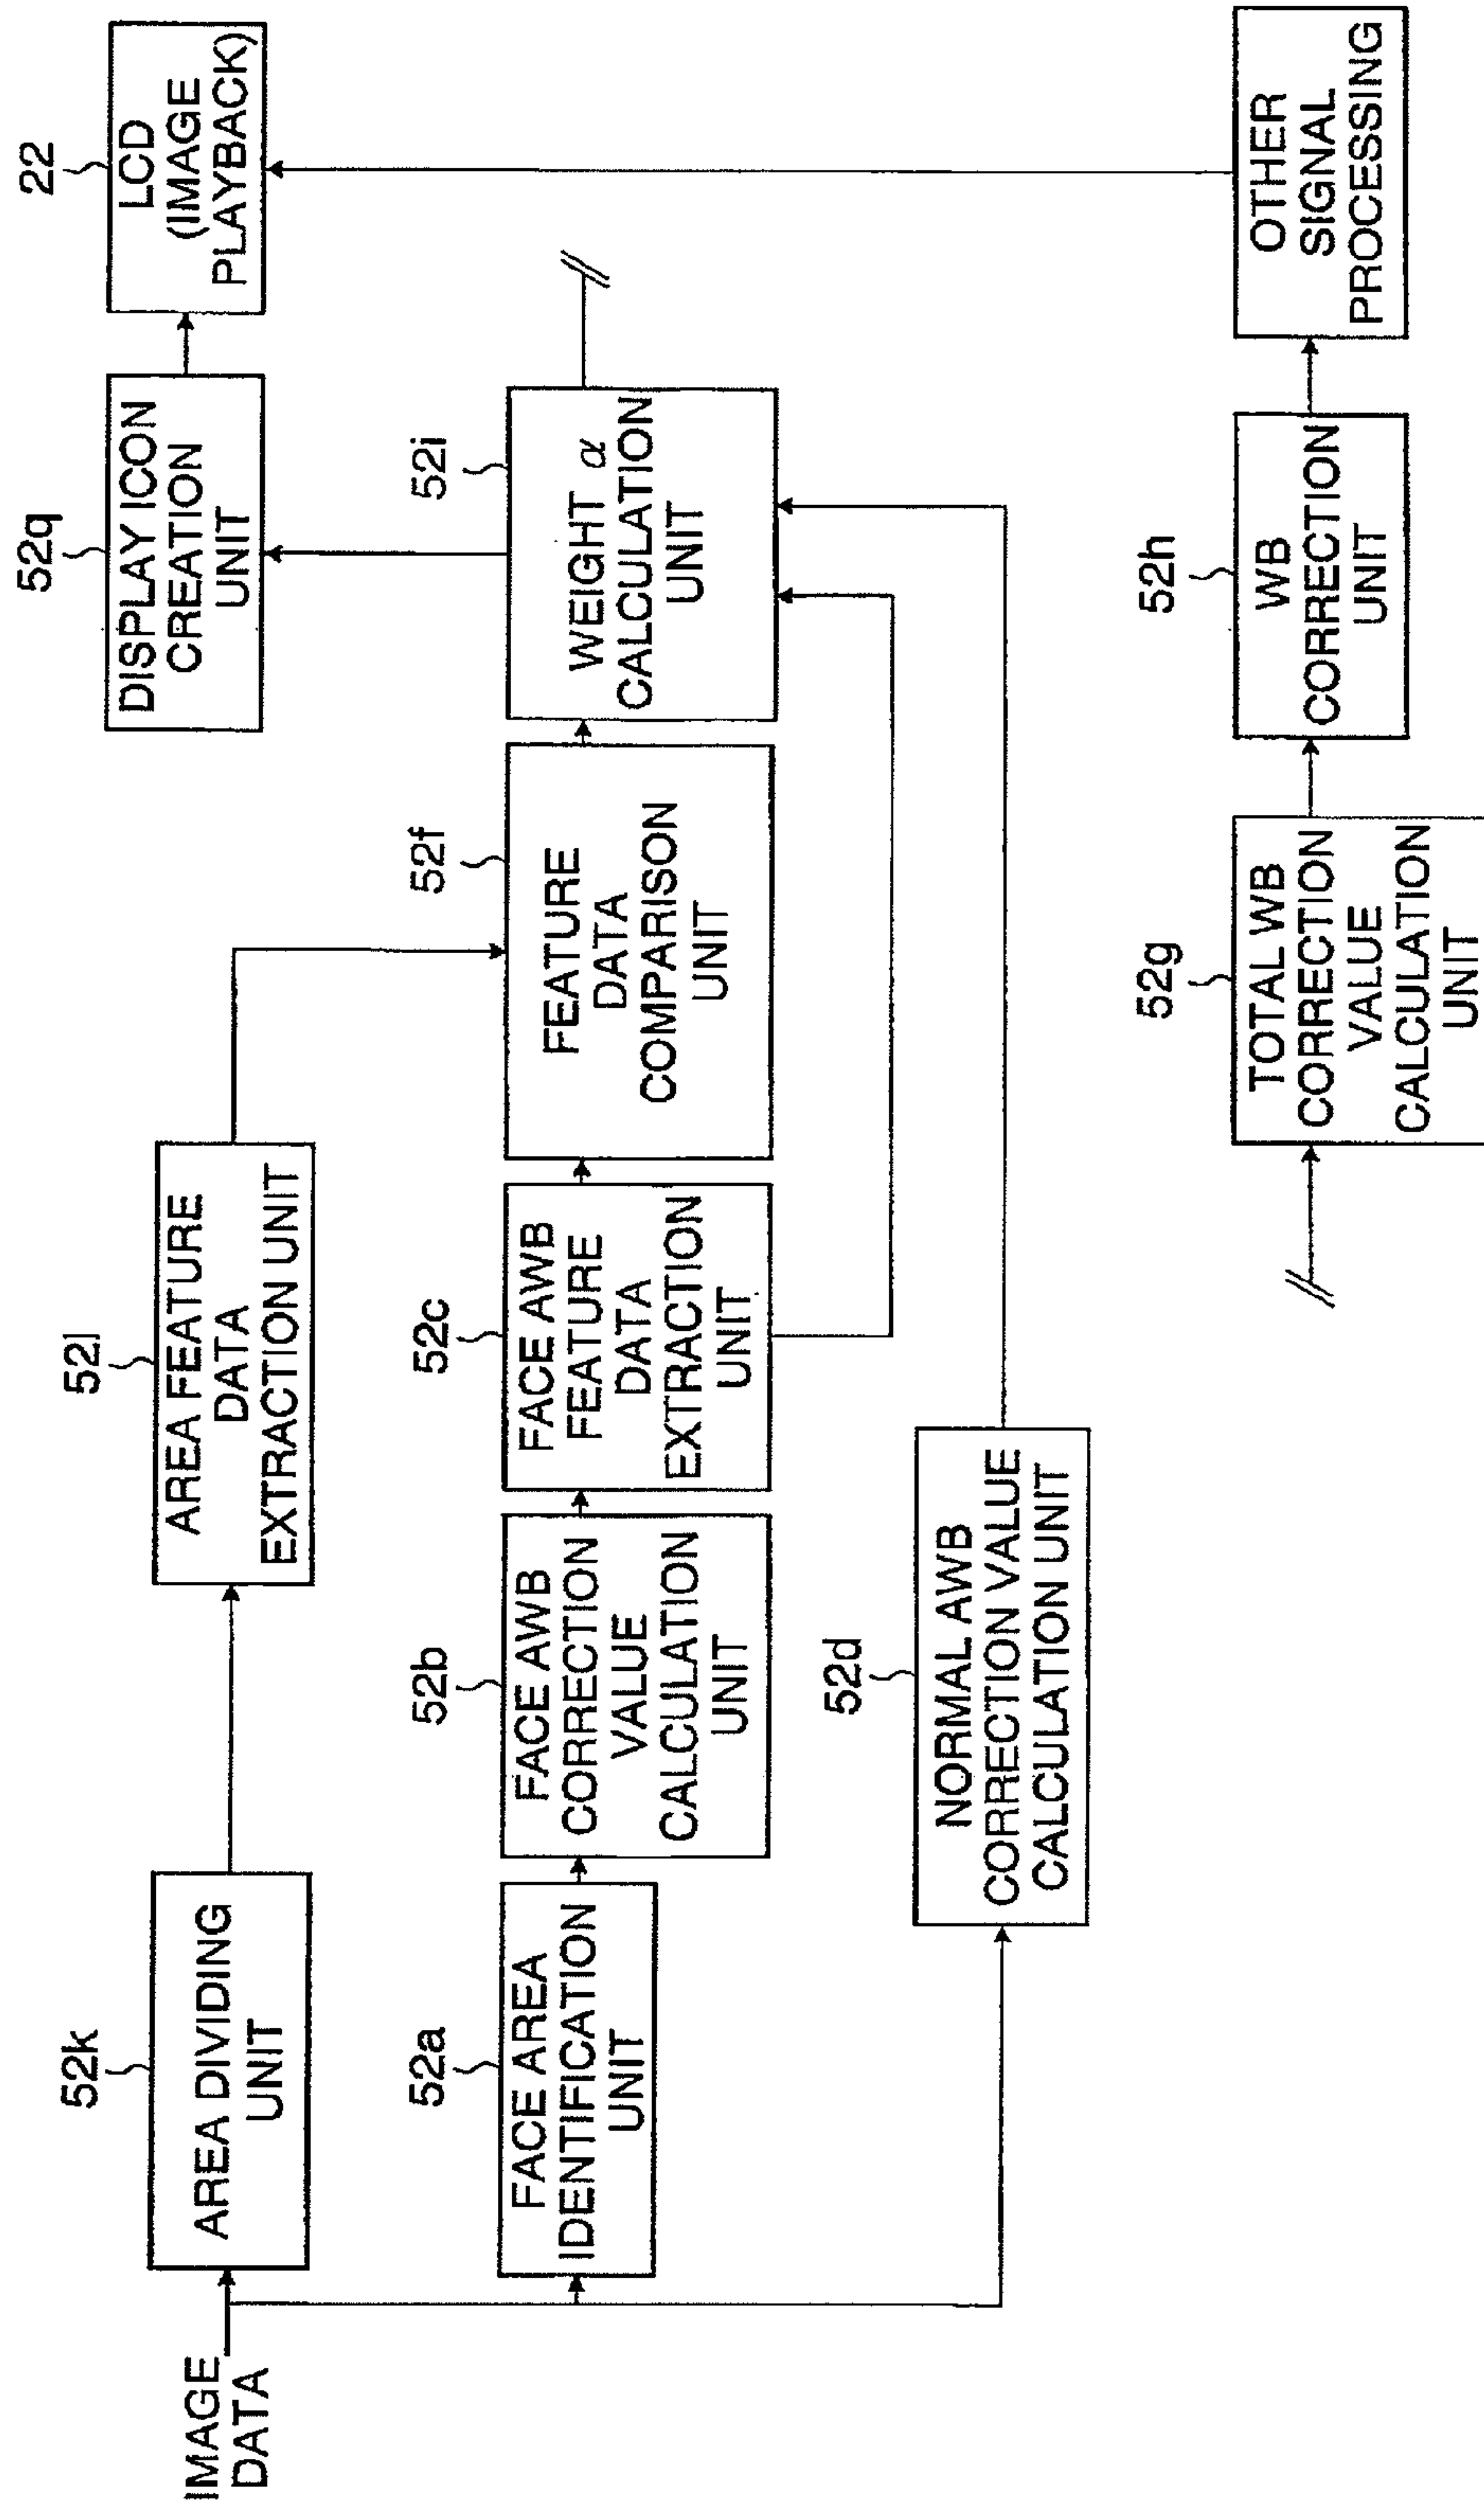 IMAGE
DATA
52k
AREA DIVIDING
UNIT
52l
AREA FEATURE
DATA
EXTRACTION UNIT
52q
DISPLAY ICON
CREATION
UNIT
22
LCD
(IMAGE
PLAYBACK)
52a
FACE AREA
IDENTIFICATION
UNIT
52b
FACE AWB
CORRECTION
VALUE
CALCULATION
UNIT
52c
FACE AWB
FEATURE
DATA
EXTRACTION
UNIT
52f
FEATURE
DATA
COMPARISON
UNIT
52i
WEIGHT α
CALCULATION
UNIT
52d
NORMAL AWB
CORRECTION VALUE
CALCULATION UNIT
52g
TOTAL WB
CORRECTION
VALUE
CALCULATION
UNIT
52h
WB
CORRECTION
UNIT
OTHER
SIGNAL
PROCESSING